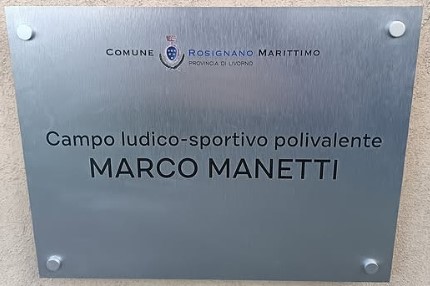 COMUNE ROSIGNANO MARITTIMO
PROVINCIA DI LIVORNO
Campo ludico-sportivo polivalente
MARCO MANETTI